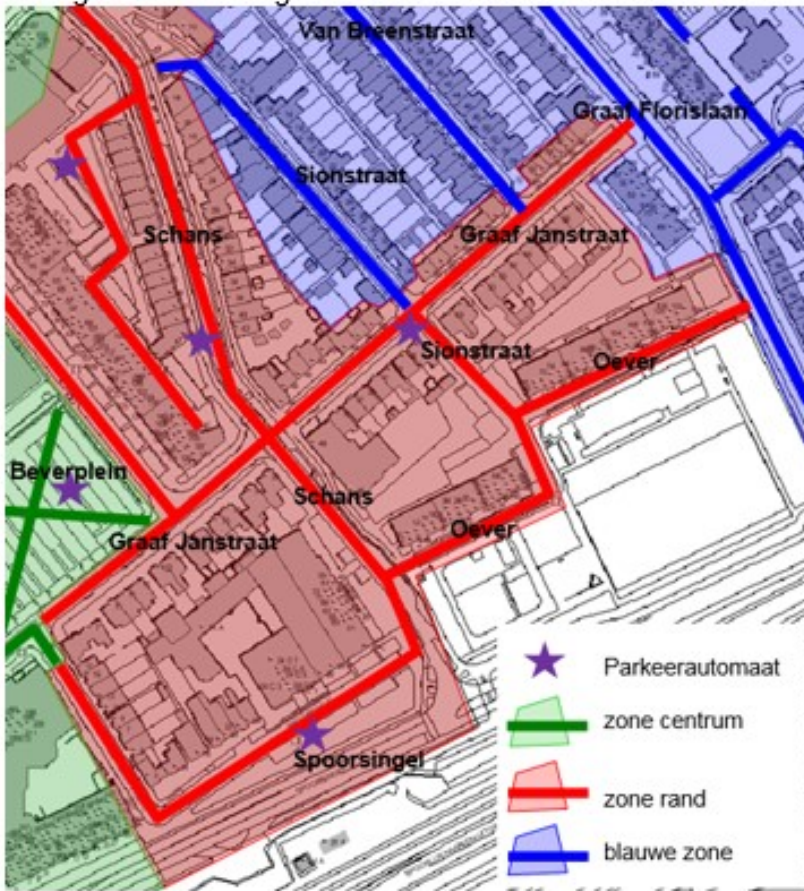 Van Breenstraat
Graaf Florislaan
Sionstraat
Schans
Graaf Janstraat
Sionstraat
Oever
Beverplein
Schans
Oever
Graaf Janstraat
Spoorsingel
Parkeerautomaat
zone centrum
zone rand
blauwe zone